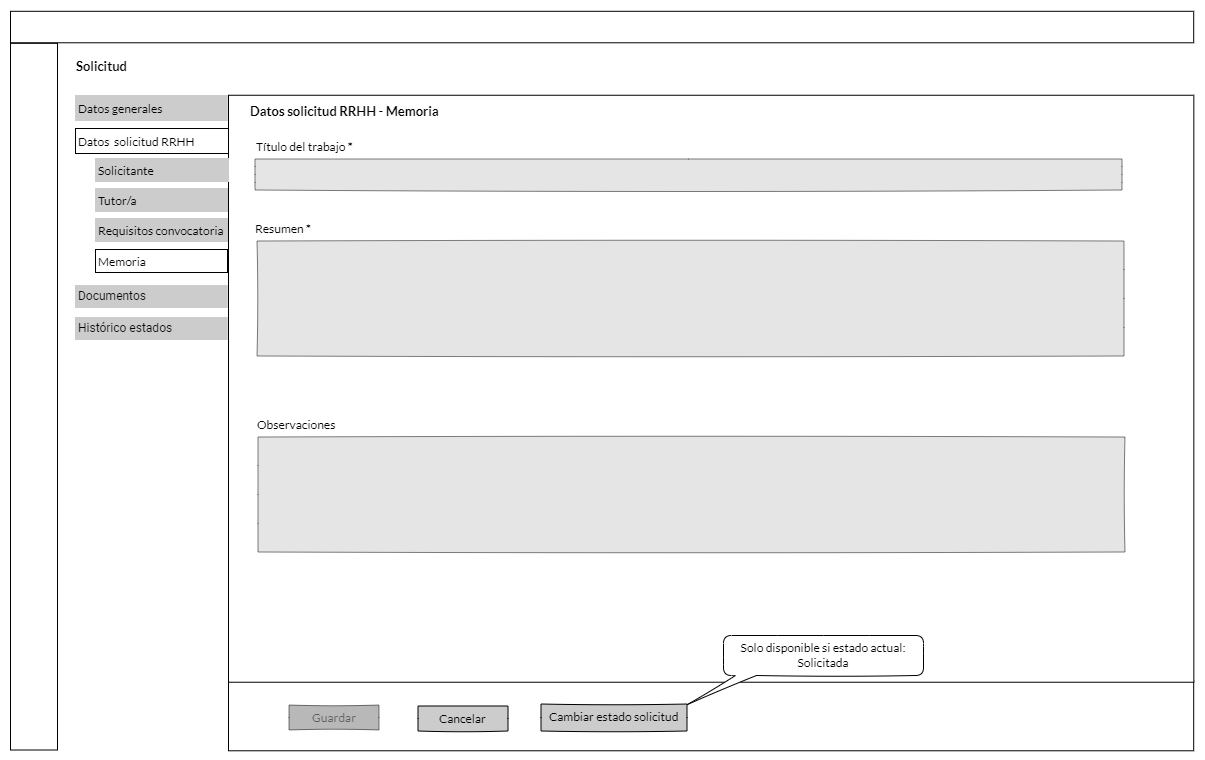 Solicitud
Datos generales
Datos solicitud RRHH
Solicitante
Tutor/a
Requisitos convocatoria
Memoria
Documentos
Histórico estados
Datos solicitud RRHH - Memoria
Título del trabajo *
Resumen *
Observaciones
Solo disponible si estado actual:
Solicitada
Guardar
Cancelar
Cambiar estado solicitud